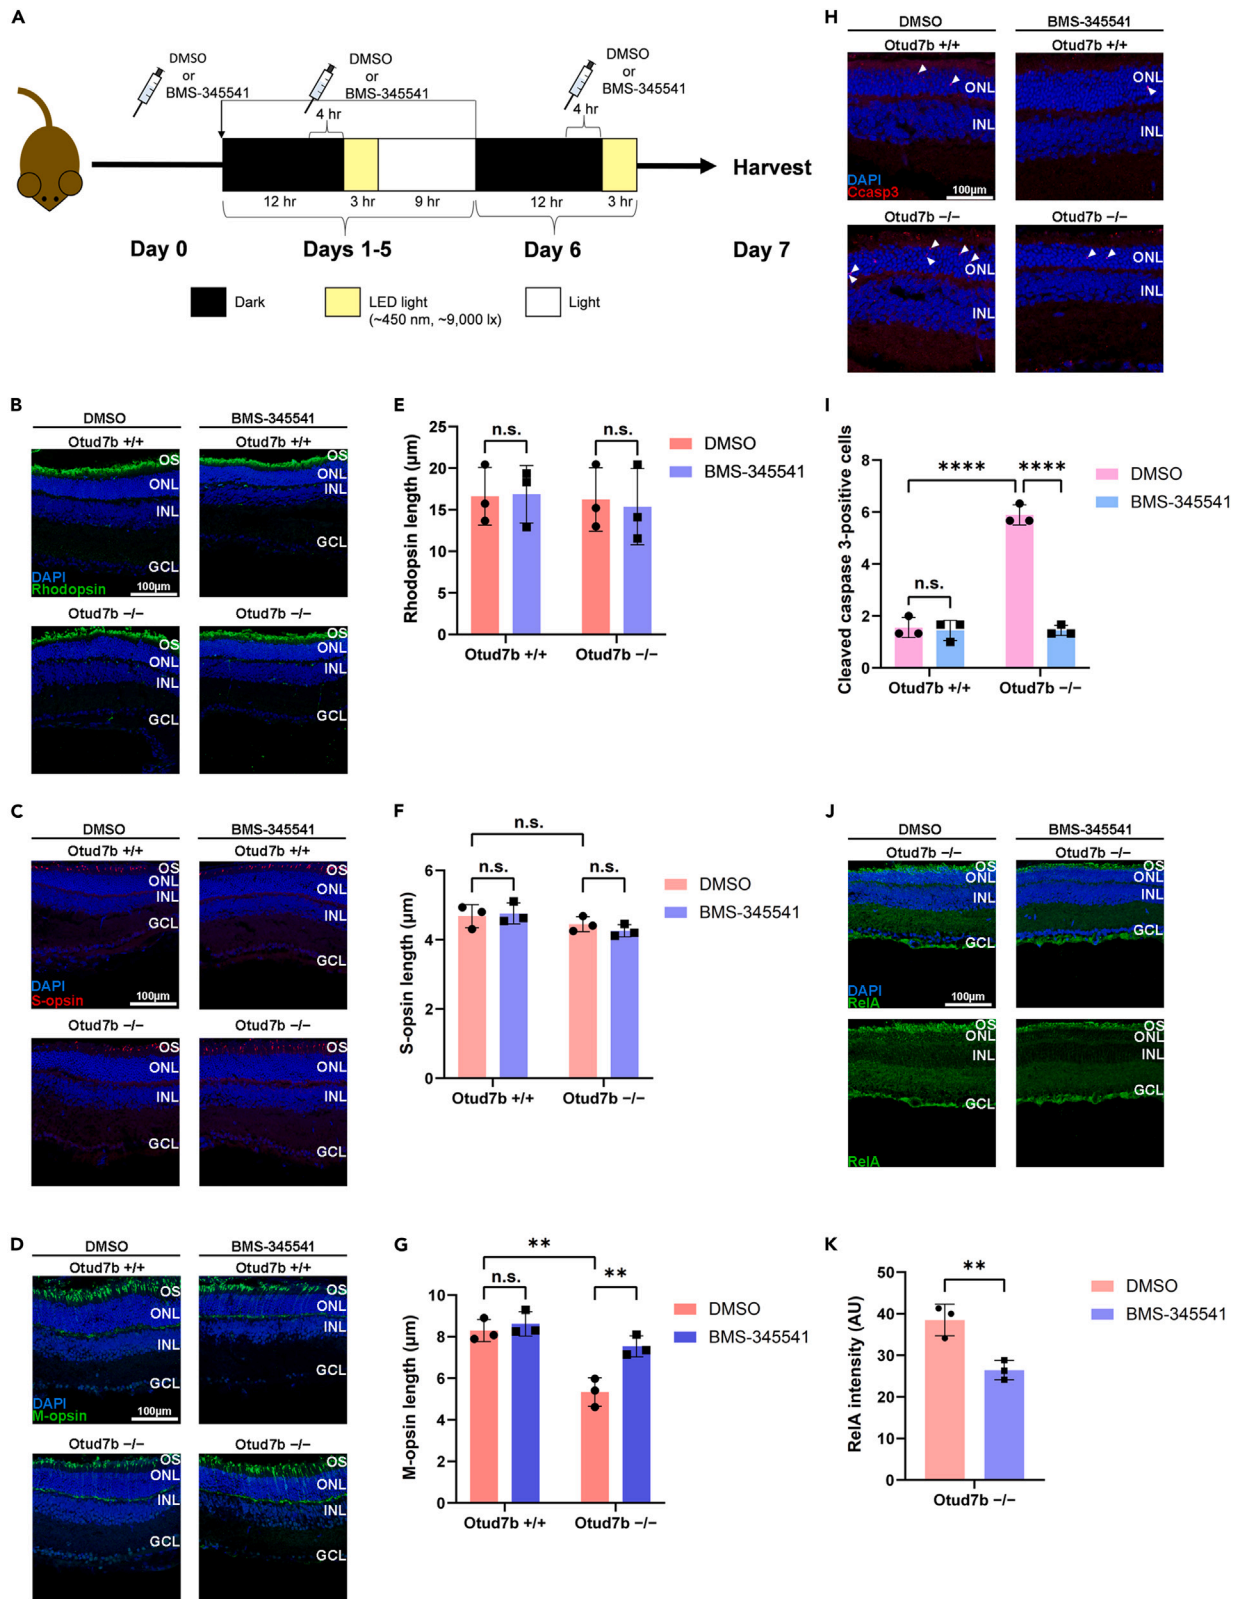 A
DMSO
or
BMS-345541
DMSO
or
BMS-345541
DMSO
or
BMS-345541
4 hr
4 hr
Harvest
12 hr
3 hr
9 hr
12 hr
3 hr
Day 0
Days 1-5
Day 6
Day 7
Dark
LED light
(~450 nm, ~9,000 lx)
Light
B
DMSO
BMS-345541
Otud7b +/+
Otud7b +/+
OS
ONL
INL
GCL
DAPI
Rhodopsin
100µm
OS
ONL
INL
GCL
Otud7b −/−
Otud7b −/−
OS
ONL
INL
GCL
OS
ONL
INL
GCL
C
DMSO
BMS-345541
Otud7b +/+
Otud7b +/+
OS
ONL
INL
GCL
DAPI
S-opsin
100µm
OS
ONL
INL
GCL
Otud7b −/−
Otud7b −/−
OS
ONL
INL
GCL
OS
ONL
INL
GCL
D
DMSO
BMS-345541
Otud7b +/+
Otud7b +/+
OS
ONL
INL
GCL
DAPI
M-opsin
100µm
OS
ONL
INL
GCL
Otud7b −/−
Otud7b −/−
OS
ONL
INL
GCL
OS
ONL
INL
GCL
E
Rhodopsin length (µm)
25
20
15
10
5
0
n.s.
n.s.
DMSO
BMS-345541
Otud7b +/+
Otud7b −/−
F
S-opsin length (µm)
6
4
2
0
n.s.
n.s.
n.s.
DMSO
BMS-345541
Otud7b +/+
Otud7b −/−
G
M-opsin length (µm)
10
8
6
4
2
0
**
n.s.
**
DMSO
BMS-345541
Otud7b +/+
Otud7b −/−
H
DMSO
BMS-345541
Otud7b +/+
Otud7b +/+
ONL
INL
DAPI
Ccasp3
100µm
ONL
INL
Otud7b −/−
Otud7b −/−
ONL
INL
ONL
INL
I
Cleaved caspase 3-positive cells
8
6
4
2
0
****
****
n.s.
DMSO
BMS-345541
Otud7b +/+
Otud7b −/−
J
DMSO
BMS-345541
Otud7b −/−
Otud7b −/−
OS
ONL
INL
GCL
DAPI
RelA
100µm
OS
ONL
INL
GCL
OS
ONL
INL
GCL
RelA
OS
ONL
INL
GCL
K
RelA intensity (AU)
50
40
30
20
10
0
**
DMSO
BMS-345541
Otud7b −/−